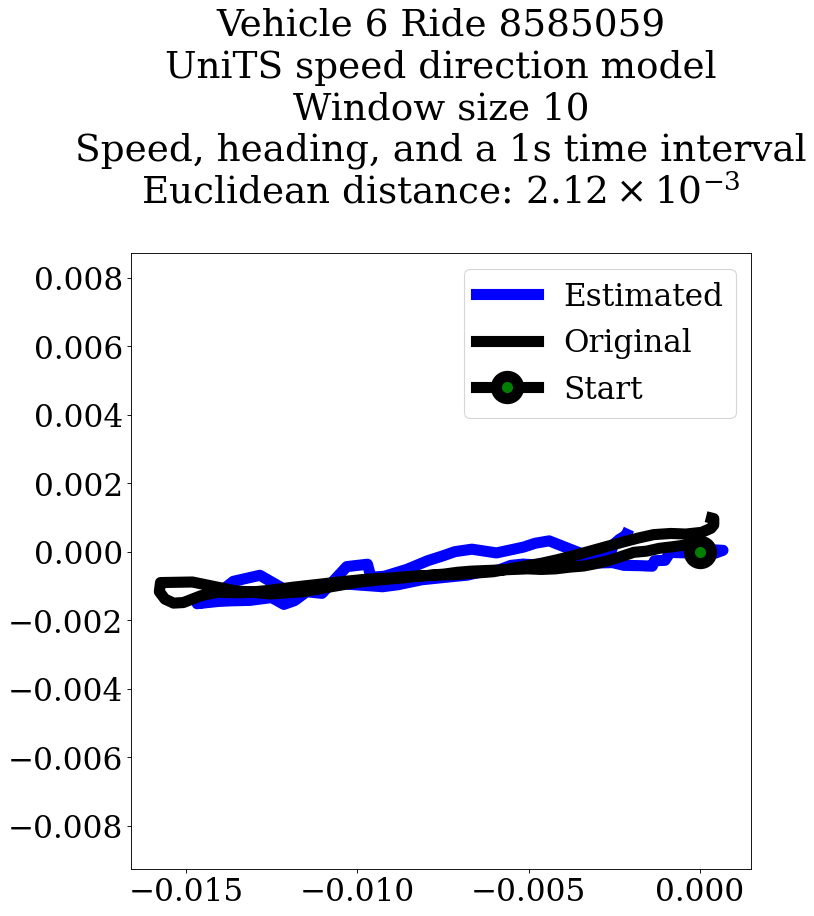 Vehicle 6 Ride 8585059
UniTS speed direction model
Window size 10
Speed, heading, and a 1s time interval
Euclidean distance: 2.12 × 10⁻³
Estimated
Original
Start
0.008
0.006
0.004
0.002
0.000
−0.002
−0.004
−0.006
−0.008
−0.015
−0.010
−0.005
0.000